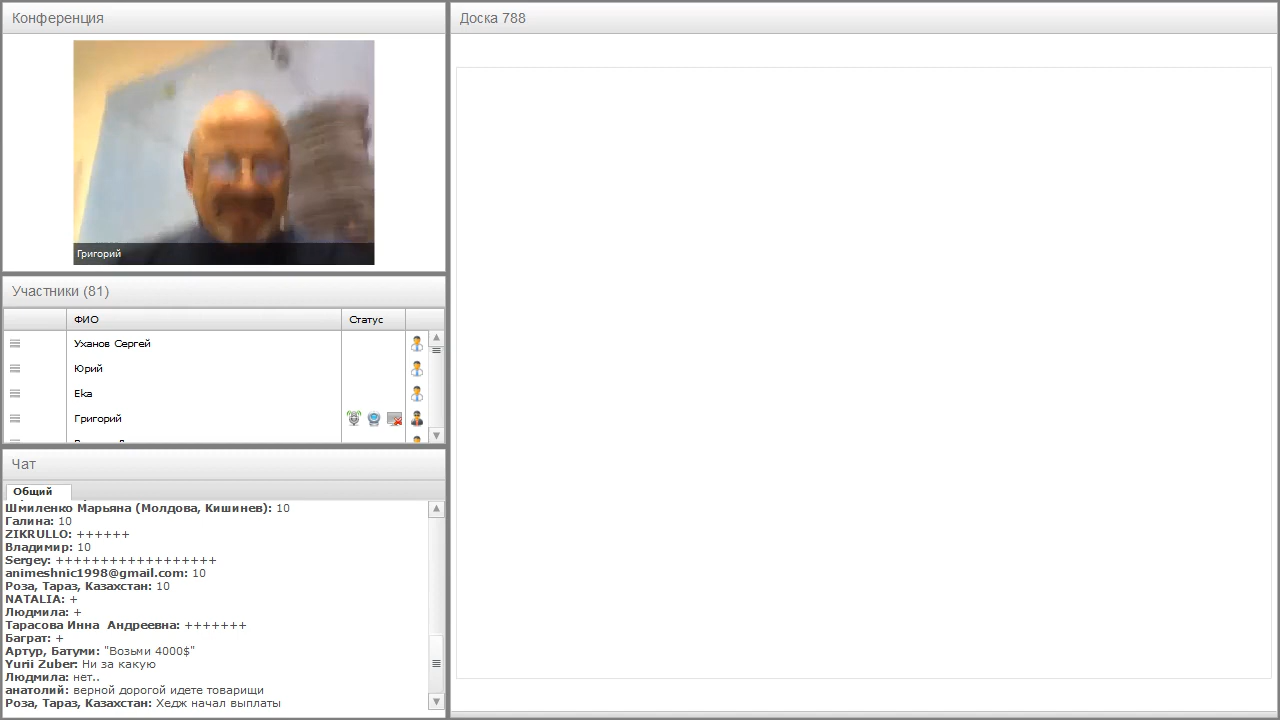 Конференция
Доска 788
Григорий
Участники (81)
ФИО
Статус
Уханов Сергей
Юрий
Eka
Григорий
Чат
Общий
Шмиленко Марьяна (Молдова, Кишинев): 10
Галина: 10
ZIKRULLO: ++++++
Владимир: 10
Sergey: ++++++++++++++++++
animeshnic1998@gmail.com: 10
Роза, Тараз, Казахстан: 10
NATALIA: +
Людмила: +
Тарасова Инна Андреевна: +++++++
Баграт: +
Артур, Батуми: "Возьми 4000$"
Yurii Zuber: Ни за какую
Людмила: нет..
анатолий: верной дорогой идете товарищи
Роза, Тараз, Казахстан: Хедж начал выплаты